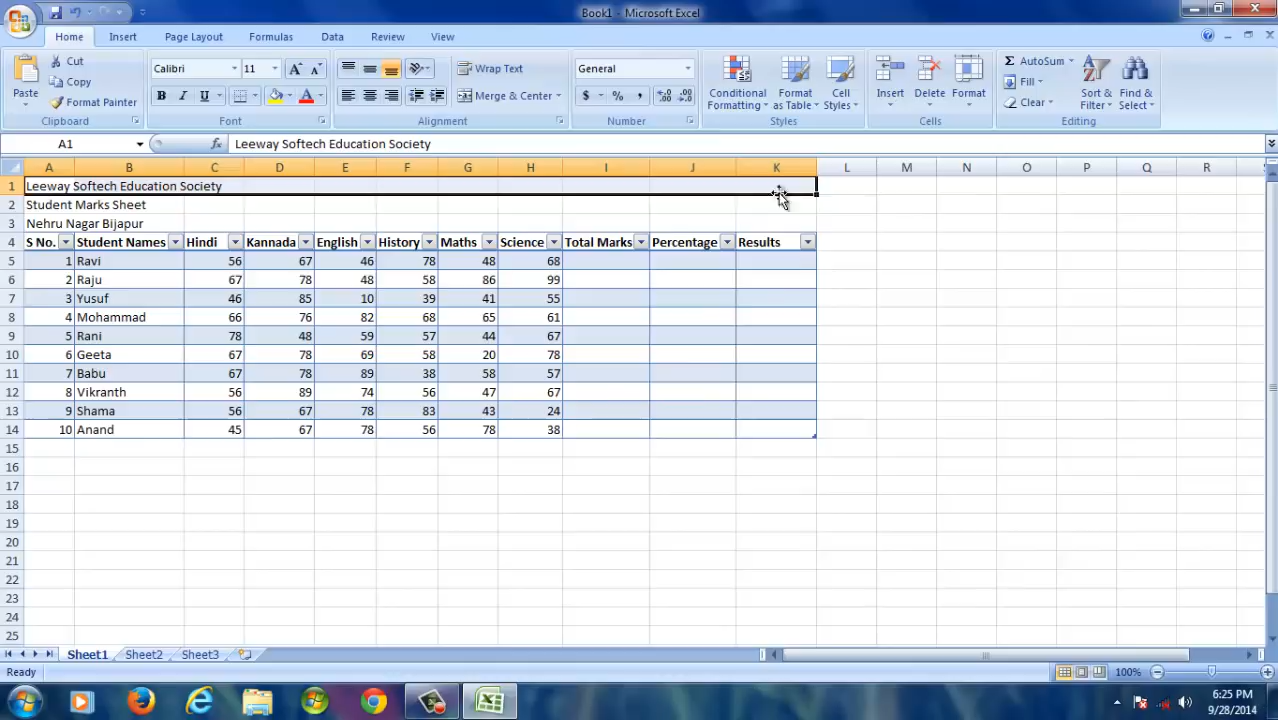 Book1 - Microsoft Excel
Home Insert Page Layout Formulas Data Review View
Paste Cut Copy Format Painter
Clipboard
Calibri 11
B I U A
Font
Wrap Text
Merge & Center
Alignment
General
$ % ,
Number
Conditional Formatting Format as Table Cell Styles
Styles
Insert Delete Format
Cells
Σ AutoSum
Fill
Clear
Sort & Filter Find & Select
Editing
A1 fx Leeway Softech Education Society
A B C D E F G H I J K L M N O P Q R
1 Leeway Softech Education Society
2 Student Marks Sheet
3 Nehru Nagar Bijapur
4 S No. Student Names Hindi Kannada English History Maths Science Total Marks Percentage Results
5 1 Ravi 56 67 46 78 48 68
6 2 Raju 67 78 48 58 86 99
7 3 Yusuf 46 85 10 39 41 55
8 4 Mohammad 66 76 82 68 65 61
9 5 Rani 78 48 59 57 44 67
10 6 Geeta 67 78 69 58 20 78
11 7 Babu 67 78 89 38 58 57
12 8 Vikranth 56 89 74 56 47 67
13 9 Shama 56 67 78 83 43 24
14 10 Anand 45 67 78 56 78 38
15
16
17
18
19
20
21
22
23
24
25
Sheet1 Sheet2 Sheet3
Ready 100%
6:25 PM
9/28/2014